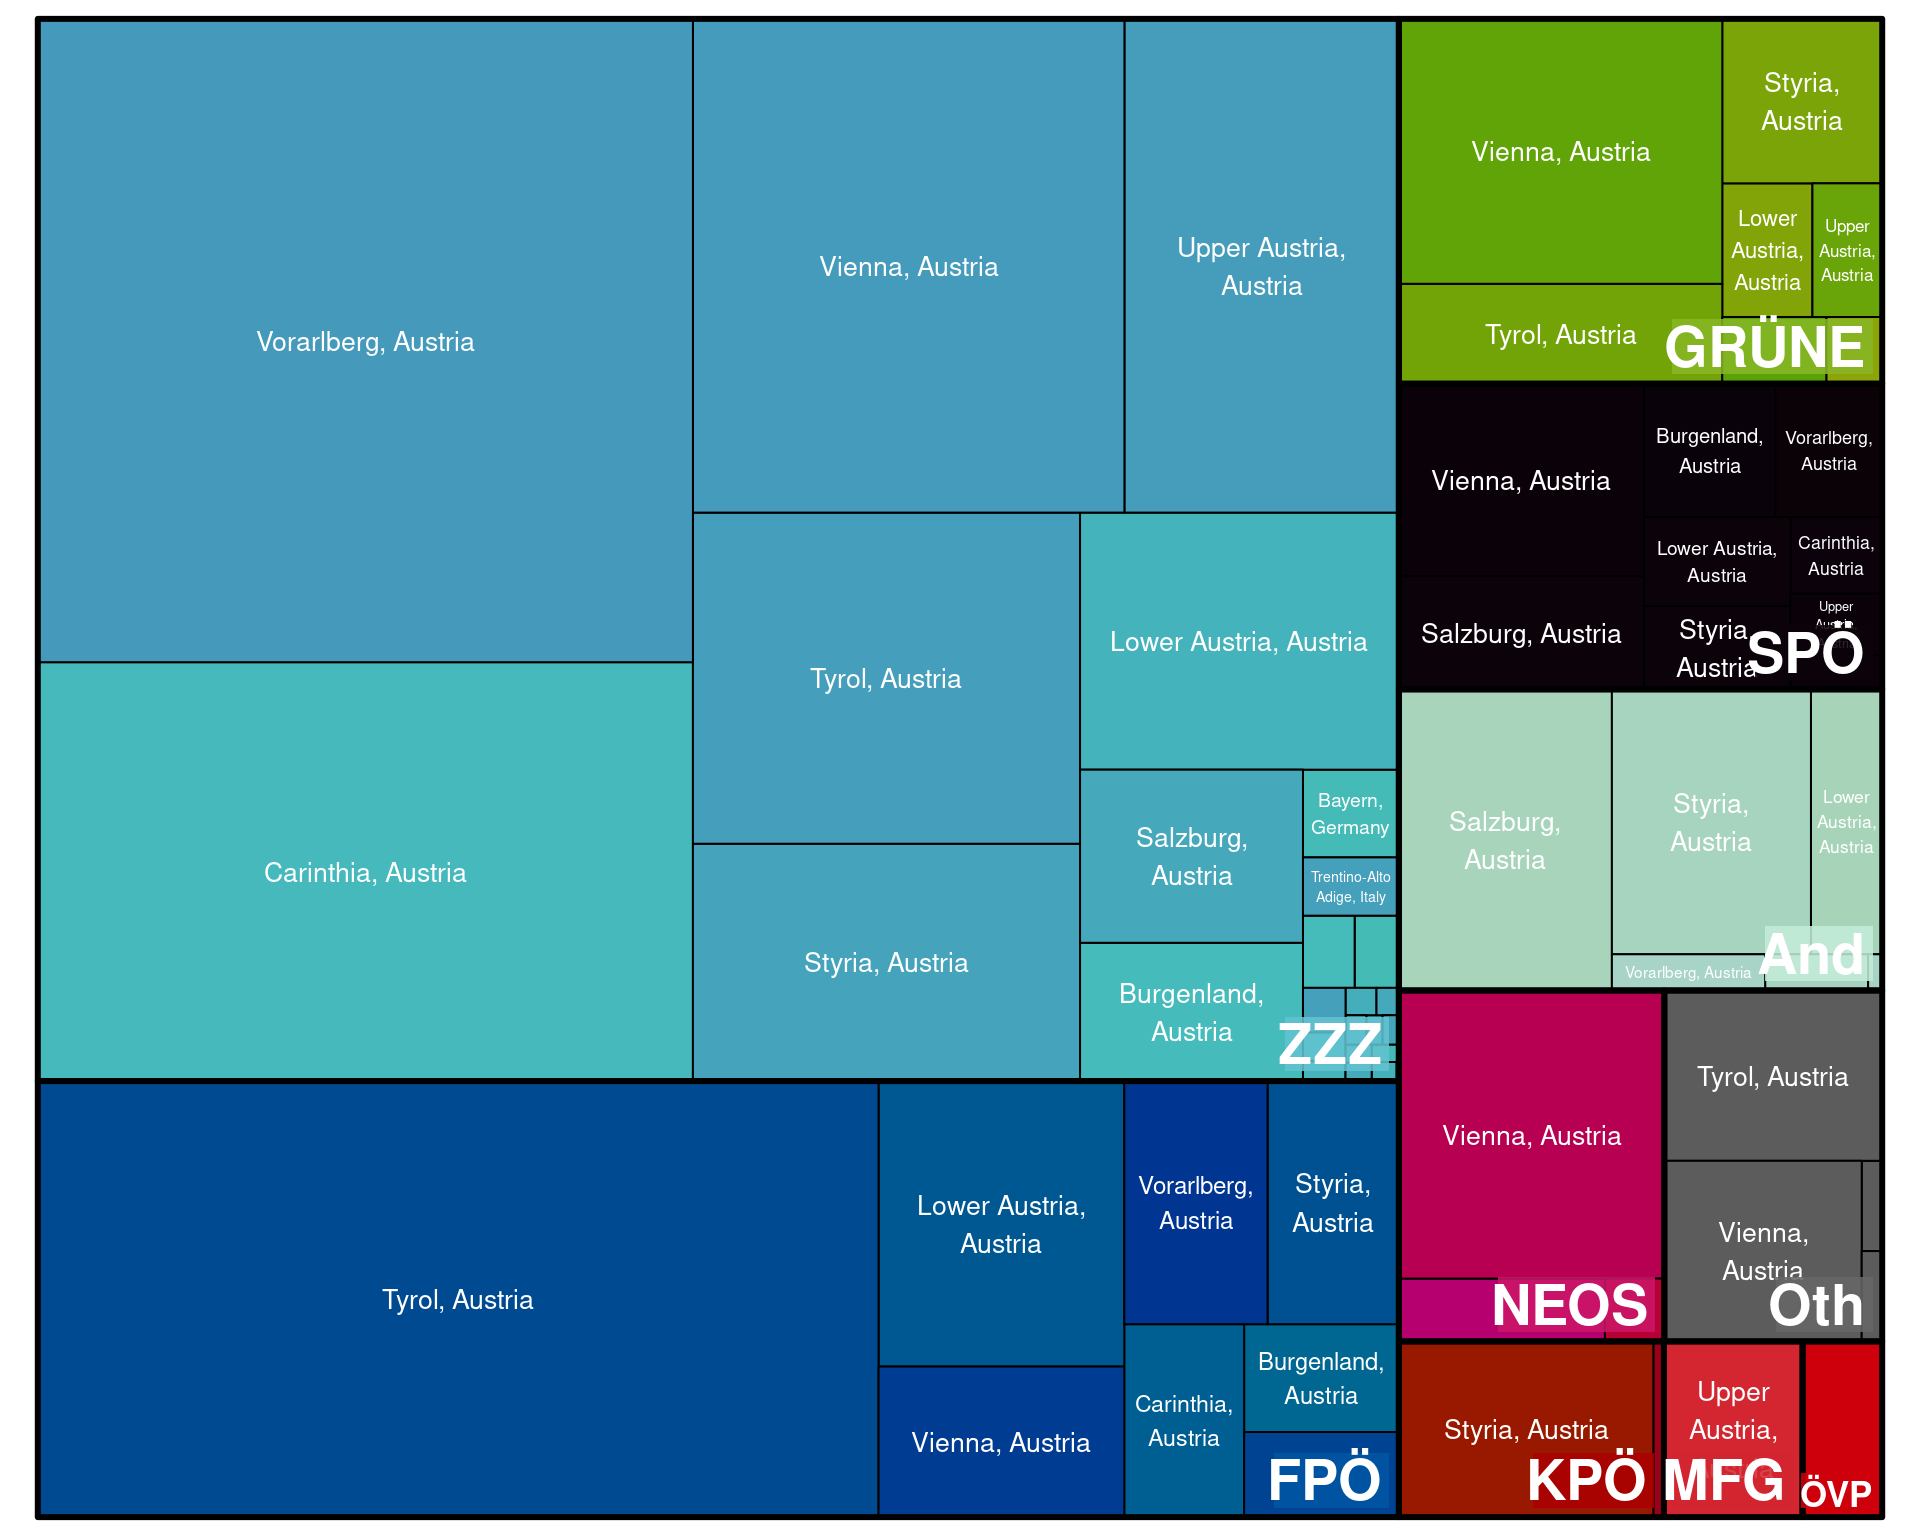 Vorarlberg, Austria
Vienna, Austria
Upper Austria,
Austria
Tyrol, Austria
Lower Austria, Austria
Carinthia, Austria
Styria, Austria
Salzburg,
Austria
Bayern,
Germany
Trentino-Alto
Adige, Italy
Burgenland,
Austria
ZZZ
Tyrol, Austria
Lower Austria,
Austria
Vienna, Austria
Vorarlberg,
Austria
Styria,
Austria
Carinthia,
Austria
Burgenland,
Austria
FPÖ
Vienna, Austria
Styria,
Austria
Lower
Austria,
Austria
Upper
Austria,
Austria
Tyrol, Austria
GRÜNE
Vienna, Austria
Burgenland,
Austria
Vorarlberg,
Austria
Lower Austria,
Austria
Carinthia,
Austria
Salzburg, Austria
Styria,
Austria
Upper
Austria,
SPÖ
Salzburg,
Austria
Styria,
Austria
Lower
Austria,
Austria
Vorarlberg, Austria
And
Vienna, Austria
NEOS
Tyrol, Austria
Vienna,
Austria
Oth
Styria, Austria
KPÖ
Upper
Austria,
MFG
ÖVP